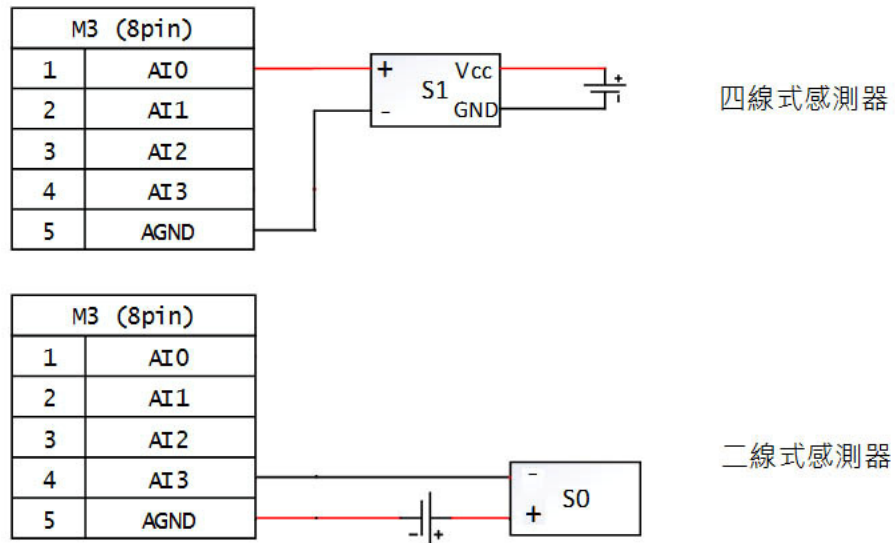 M3 (8pin)
1 AI0 + Vcc +
S1 四線式感測器
2 AI1 - GND -
3 AI2
4 AI3
5 AGND
M3 (8pin)
1 AI0
2 AI1
3 AI2
4 AI3 - S0 二線式感測器
5 AGND - + +